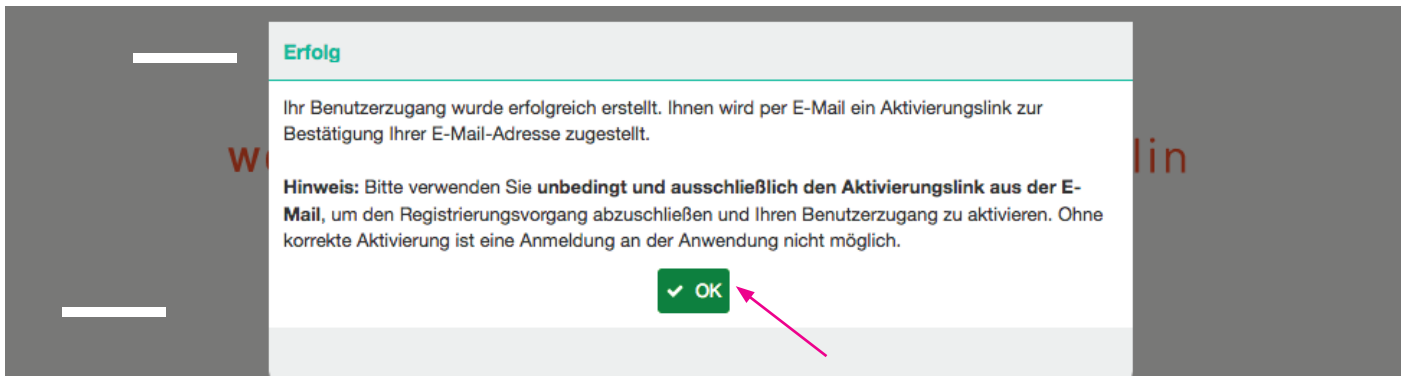 Erfolg
Ihr Benutzerzugang wurde erfolgreich erstellt. Ihnen wird per E-Mail ein Aktivierungslink zur
Bestätigung Ihrer E-Mail-Adresse zugestellt.
Hinweis: Bitte verwenden Sie unbedingt und ausschließlich den Aktivierungslink aus der E-
Mail, um den Registrierungsvorgang abzuschließen und Ihren Benutzerzugang zu aktivieren. Ohne
korrekte Aktivierung ist eine Anmeldung an der Anwendung nicht möglich.
OK